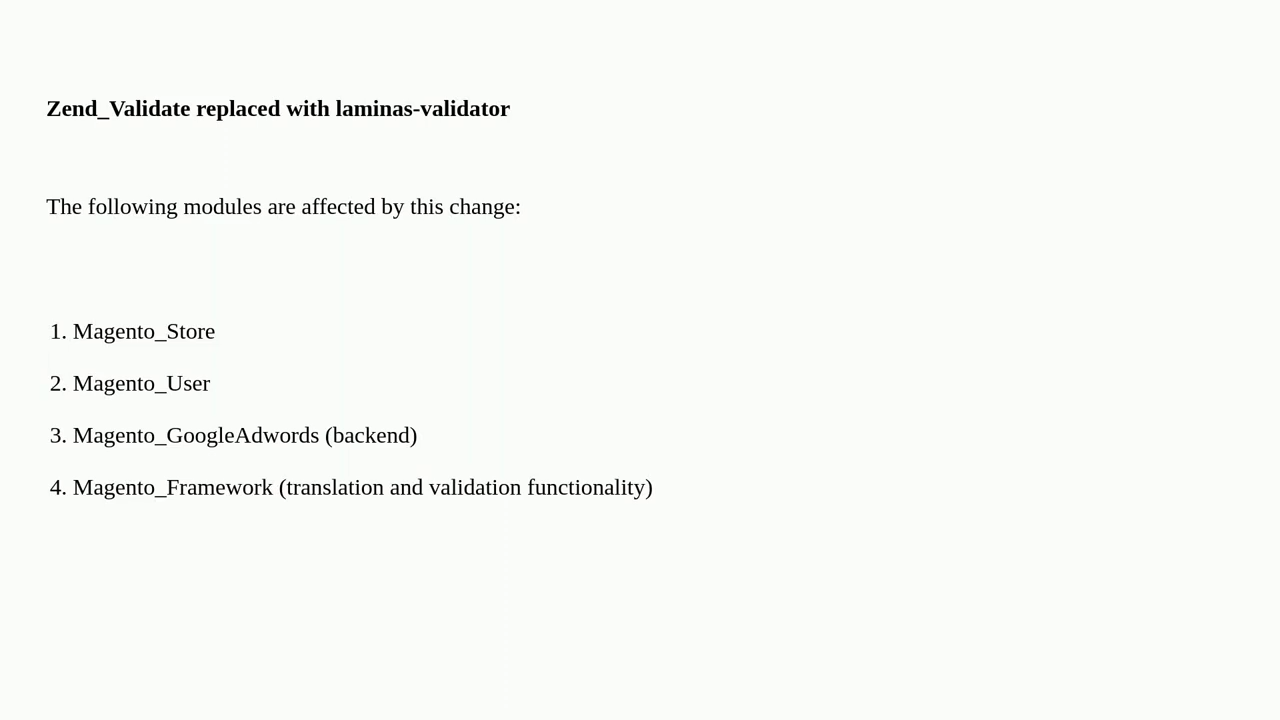 Zend_Validate replaced with laminas-validator
The following modules are affected by this change:
1. Magento_Store
2. Magento_User
3. Magento_GoogleAdwords (backend)
4. Magento_Framework (translation and validation functionality)